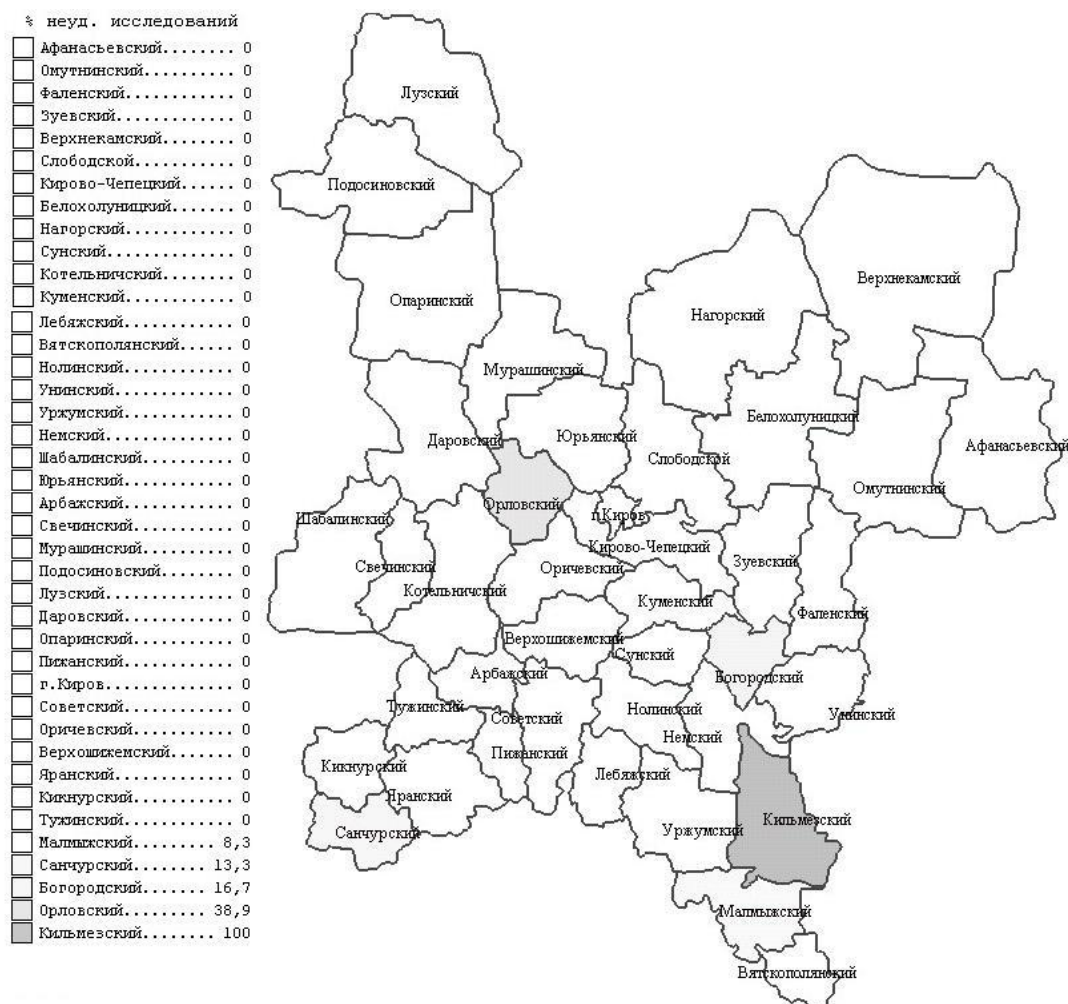 % неуд. исследований
Афанасьевский........ 0
Омутнинский.......... 0
Фаленский............ 0
Зуевский............. 0
Верхнекамский........ 0
Слободской........... 0
Кирово-Чепецкий...... 0
Белохолуницкий....... 0
Нагорский............ 0
Сунский.............. 0
Котельничский........ 0
Куменский............ 0
Лебяжский............ 0
Вятскополянский...... 0
Нолинский............ 0
Унинский............. 0
Уржумский............ 0
Немский.............. 0
Шабалинский.......... 0
Юрьянский............ 0
Арбажский............ 0
Свечинский........... 0
Мурашинский.......... 0
Подосиновский........ 0
Лузский.............. 0
Даровский............ 0
Опаринский........... 0
Пижанский............ 0
г.Киров.............. 0
Советский............ 0
Оричевский........... 0
Верхошижемский....... 0
Яранский............. 0
Кикнурский........... 0
Тужинский............ 0
Малмыжский......... 8,3
Санчурский........ 13,3
Богородский....... 16,7
Орловский......... 38,9
Кильмезский........ 100
Лузский
Подосиновский
Верхнекамский
Опаринский
Нагорский
Мурашинский
Белохолуницкий
Даровский
Юрьянский
Афанасьевский
Слободской
Омутнинский
Орловский
Шабалинский
г.Киров
Кирово-Чепецкий
Свечинский
Оричевский
Зуевский
Котельничский
Куменский
Фаленский
Верхошижемский
Сунский
Арбажский
Богородский
Тужинский
Нолинский
Унинский
Советский
Немский
Пижанский
Кикнурский
Лебяжский
Яранский
Кильмезский
Санчурский
Уржумский
Малмыжский
Вятскополянский